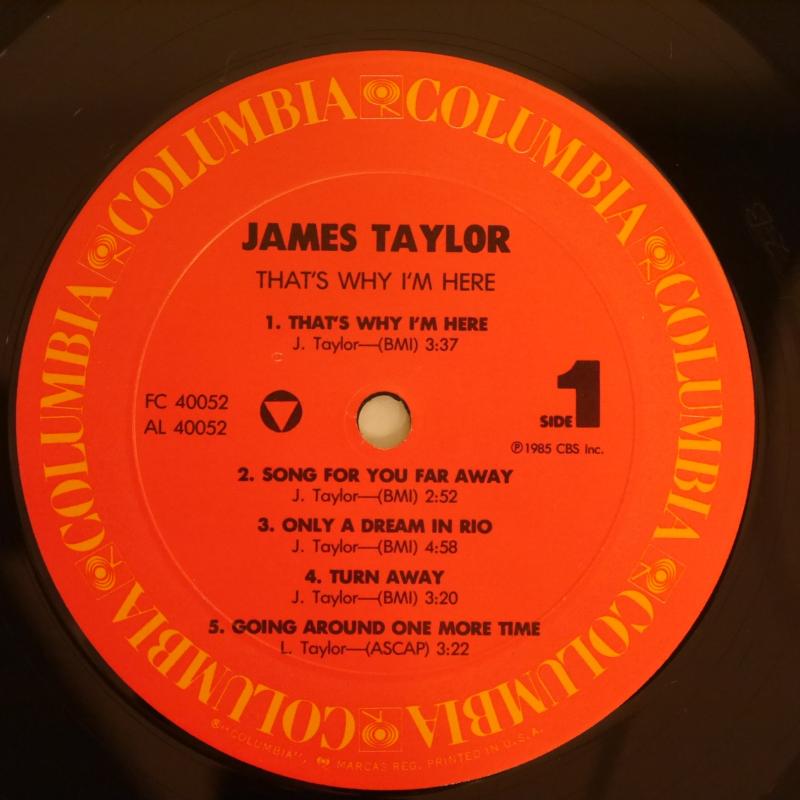 COLUMBIA COLUMBIA COLUMBIA COLUMBIA COLUMBIA COLUMBIA COLUMBIA COLUMBIA
JAMES TAYLOR
THAT'S WHY I'M HERE
1. THAT'S WHY I'M HERE
J. Taylor—(BMI) 3:37
FC 40052
AL 40052
SIDE 1
℗ 1985 CBS Inc.
2. SONG FOR YOU FAR AWAY
J. Taylor—(BMI) 2:52
3. ONLY A DREAM IN RIO
J. Taylor—(BMI) 4:58
4. TURN AWAY
J. Taylor—(BMI) 3:20
5. GOING AROUND ONE MORE TIME
L. Taylor—(ASCAP) 3:22
"COLUMBIA", MARCAS REG. PRINTED IN U.S.A.